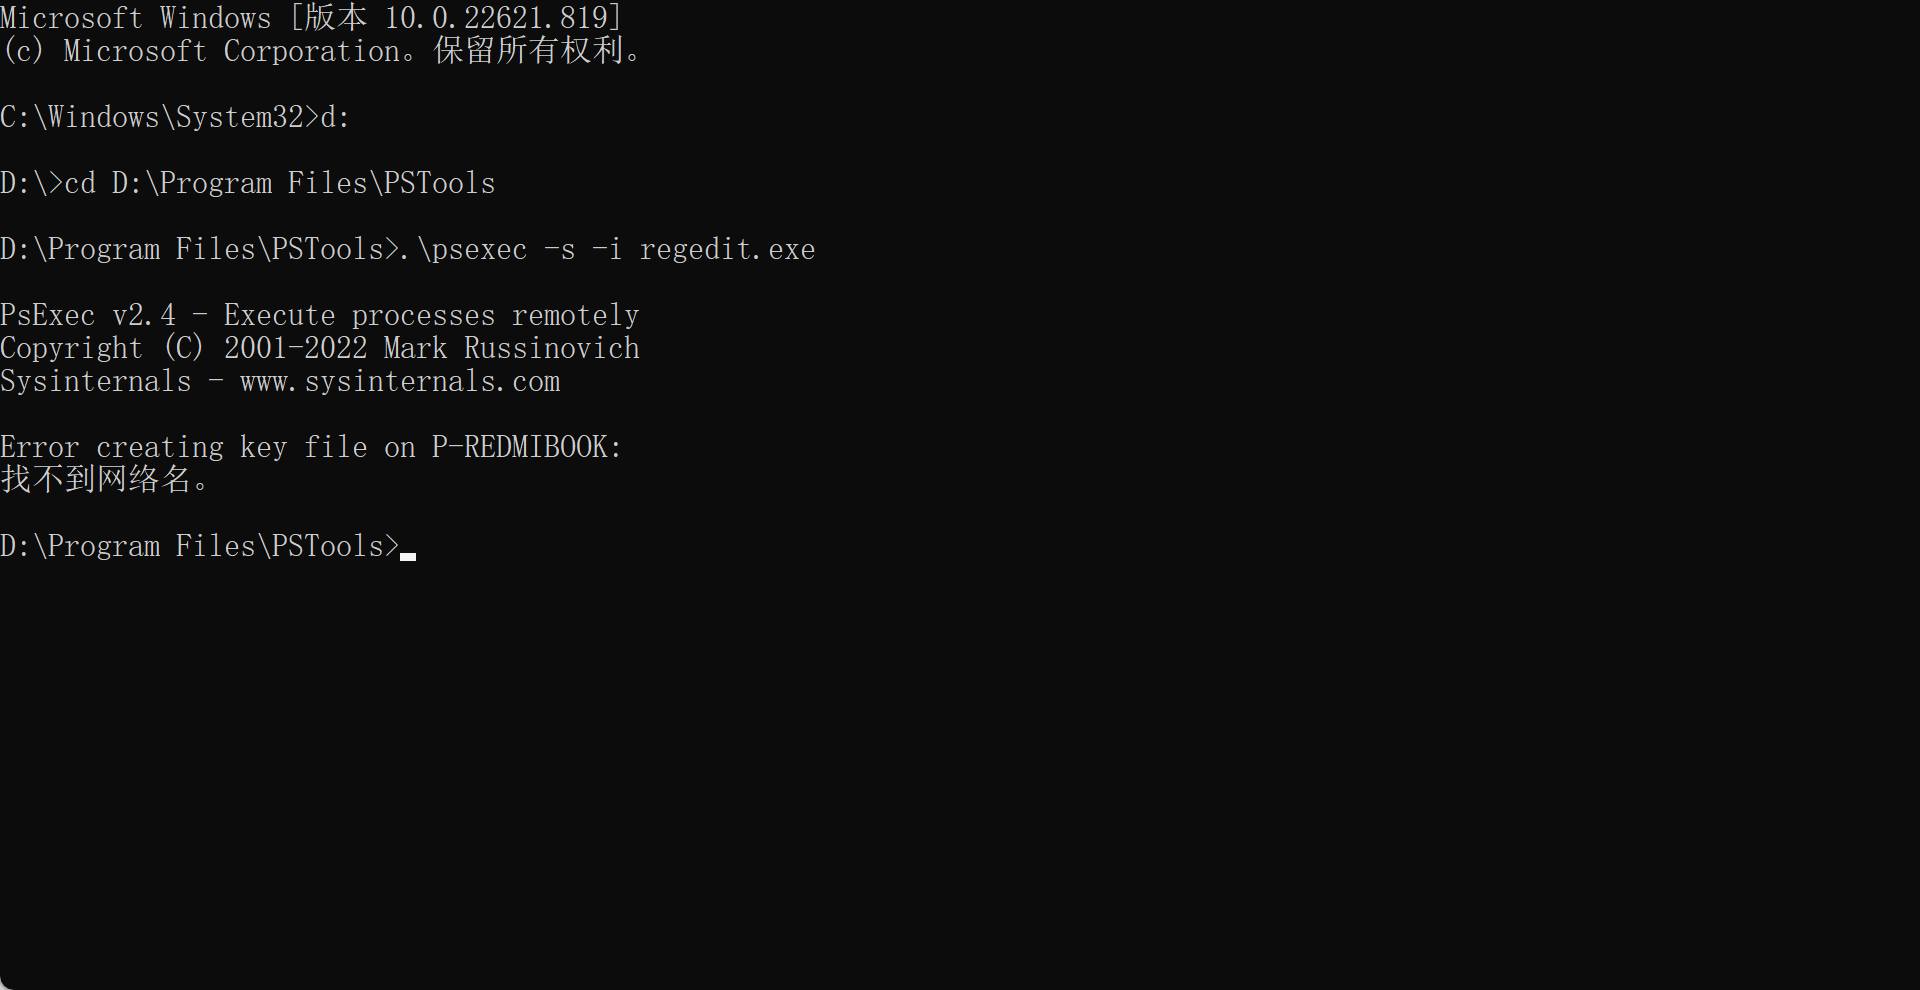 Microsoft Windows [版本 10.0.22621.819]
(c) Microsoft Corporation。保留所有权利。
C:\Windows\System32>d:
D:\>cd D:\Program Files\PSTools
D:\Program Files\PSTools>.\psexec -s -i regedit.exe
PsExec v2.4 - Execute processes remotely
Copyright (C) 2001-2022 Mark Russinovich
Sysinternals - www.sysinternals.com
Error creating key file on P-REDMIBOOK:
找不到网络名。
D:\Program Files\PSTools>